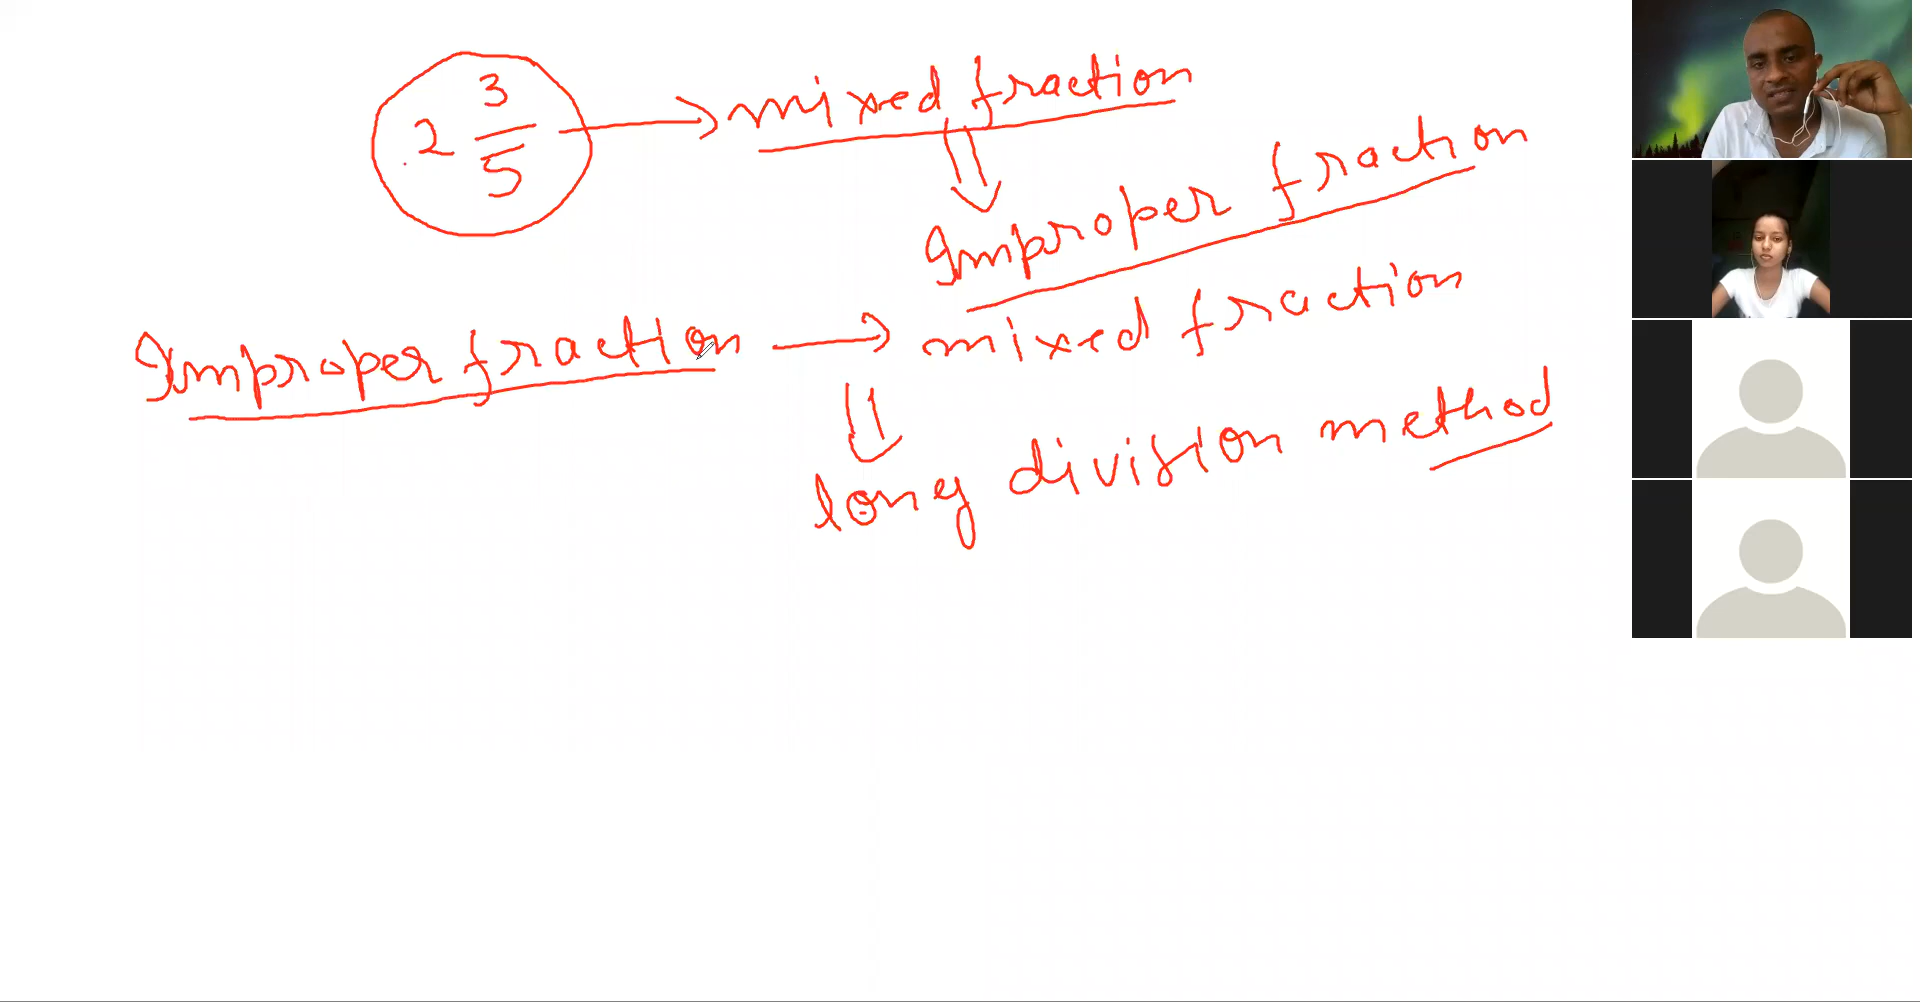 2 3/5 → mixed fraction
⇓
Improper fraction
Improper fraction → mixed fraction
⇓
long division method